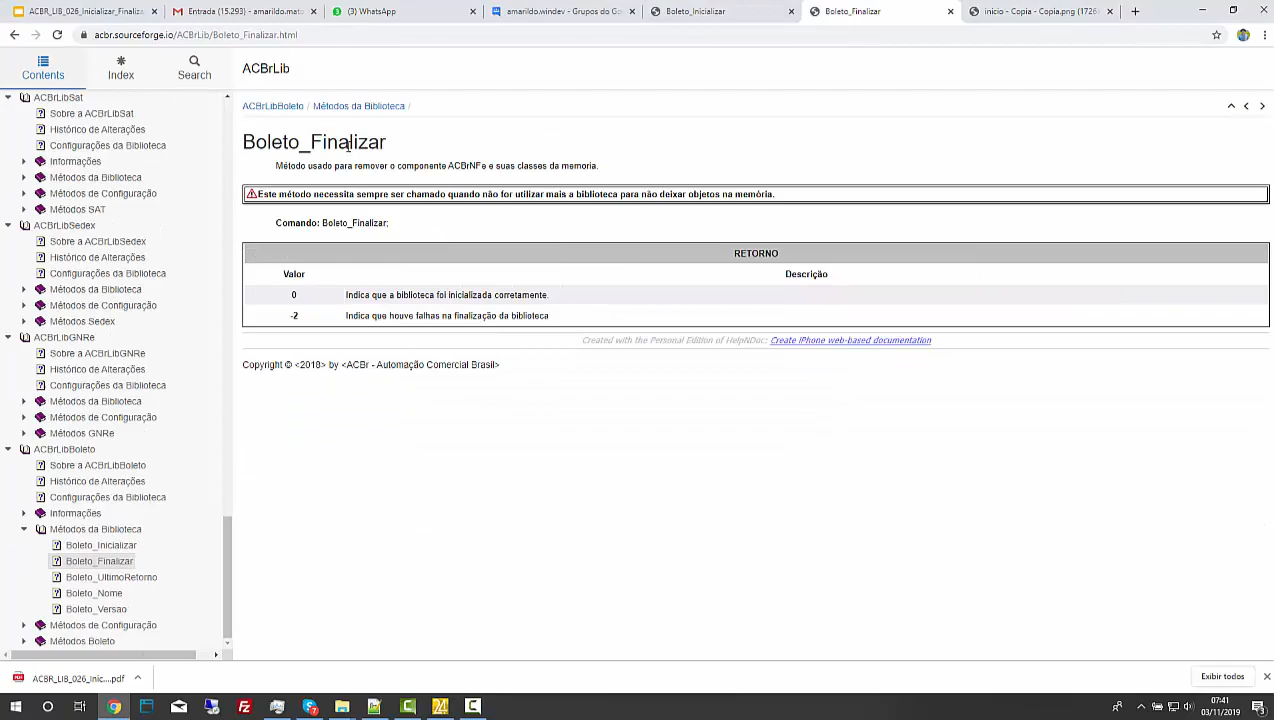 ACBR_LIB_026_Inicializar_Finaliza
Entrada (15.293) - amarildo.mato
(3) WhatsApp
amarildo.windev - Grupos do Goo
Boleto_Inicializar
Boleto_Finalizar
inicio - Copia - Copia.png (1726
acbr.sourceforge.io/ACBrLib/Boleto_Finalizar.html
Contents
Index
Search
ACBrLib
ACBrLibSat
Sobre a ACBrLibSat
Histórico de Alterações
Configurações da Biblioteca
Informações
Métodos da Biblioteca
Métodos de Configuração
Métodos SAT
ACBrLibSedex
Sobre a ACBrLibSedex
Histórico de Alterações
Configurações da Biblioteca
Métodos da Biblioteca
Métodos de Configuração
Métodos Sedex
ACBrLibGNRe
Sobre a ACBrLibGNRe
Histórico de Alterações
Configurações da Biblioteca
Métodos da Biblioteca
Métodos de Configuração
Métodos GNRe
ACBrLibBoleto
Sobre a ACBrLibBoleto
Histórico de Alterações
Configurações da Biblioteca
Informações
Métodos da Biblioteca
Boleto_Inicializar
Boleto_Finalizar
Boleto_UltimoRetorno
Boleto_Nome
Boleto_Versao
Métodos de Configuração
Métodos Boleto
ACBrLibBoleto / Métodos da Biblioteca /
Boleto_Finalizar
Método usado para remover o componente ACBrNFe e suas classes da memoria.
Este método necessita sempre ser chamado quando não for utilizar mais a biblioteca para não deixar objetos na memória.
Comando: Boleto_Finalizar;
RETORNO
Valor Descrição
0 Indica que a biblioteca foi inicializada corretamente.
-2 Indica que houve falhas na finalização da biblioteca
Created with the Personal Edition of HelpNDoc: Create iPhone web-based documentation
Copyright © <2018> by <ACBr - Automação Comercial Brasil>
ACBR_LIB_026_Inic....pdf
Exibir todos
07:41
03/11/2019